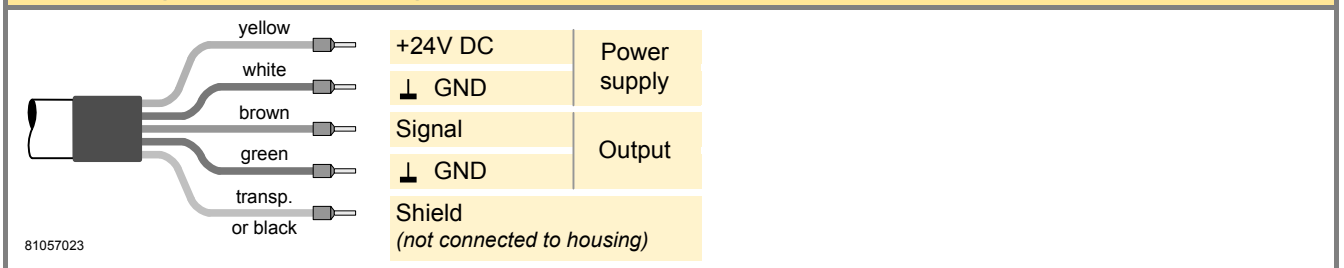 yellow
+24V DC
Power
supply
white
⊥ GND
brown
Signal
Output
green
⊥ GND
transp.
or black
Shield
(not connected to housing)
81057023